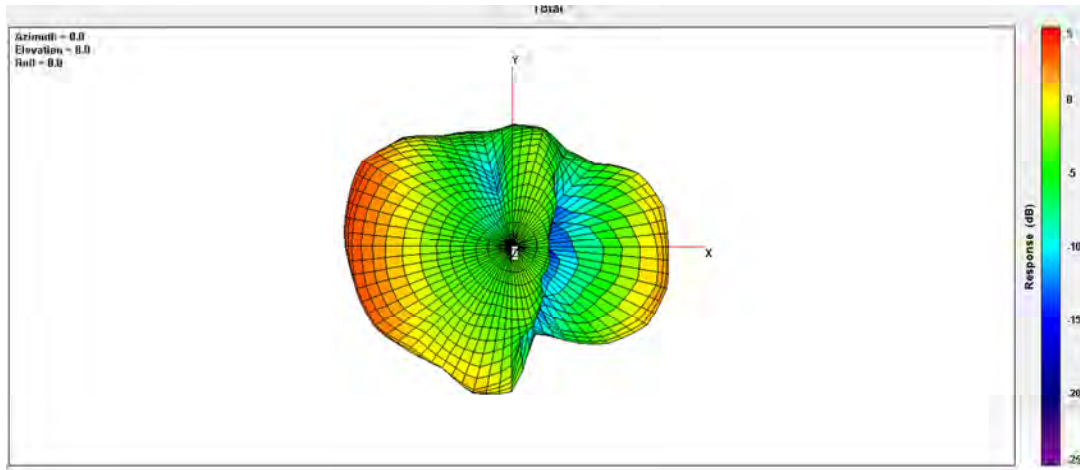 Total
Azimuth = 0.0
Elevation = 0.0
Roll = 0.0
Y
X
Z
5
0
-5
-10
-15
-20
-25
Response (dB)